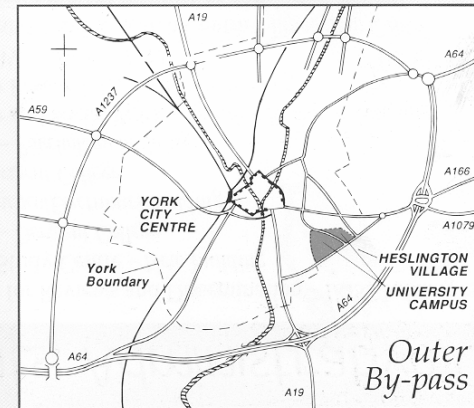 A19
A64
A1237
A59
A166
A1079
YORK
CITY
CENTRE
HESLINGTON
VILLAGE
York
Boundary
UNIVERSITY
CAMPUS
A64
A64
Outer
By-pass
A19